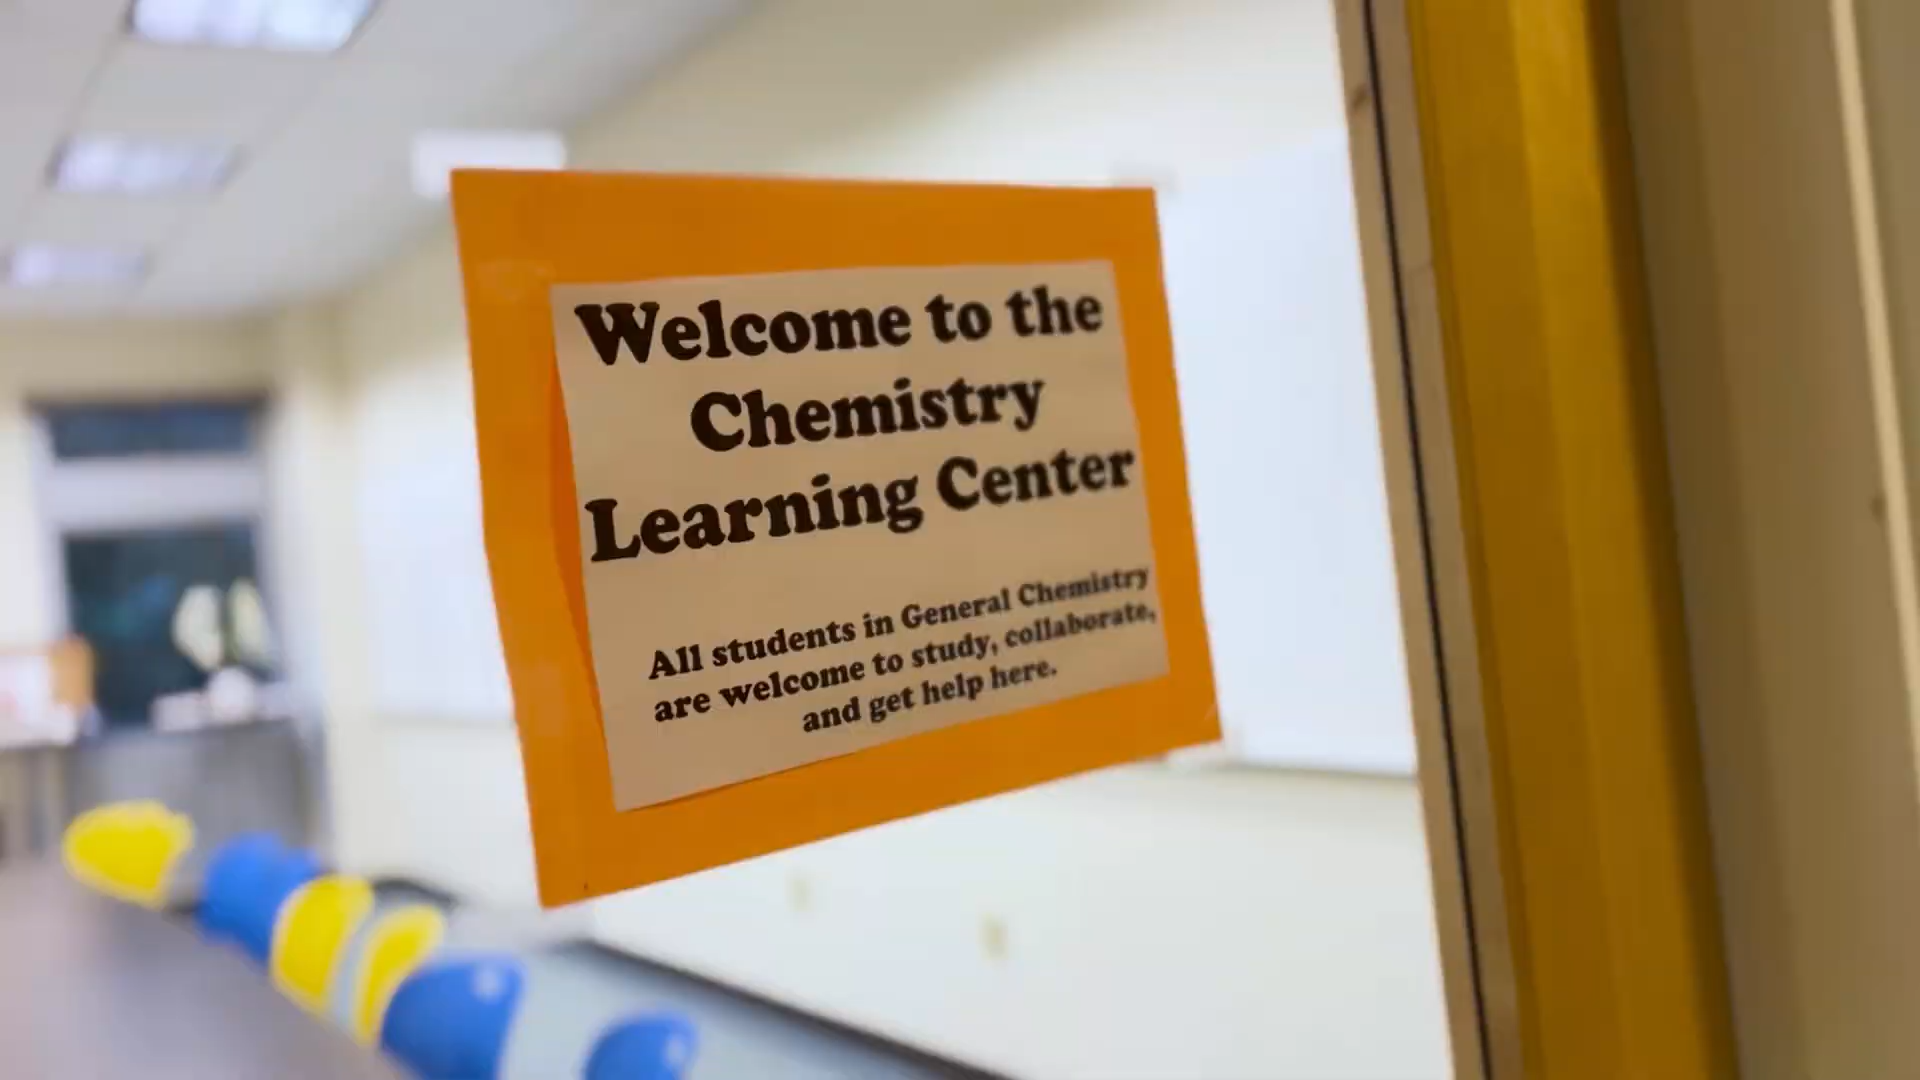 Welcome to the
Chemistry
Learning Center
All students in General Chemistry
are welcome to study, collaborate,
and get help here.